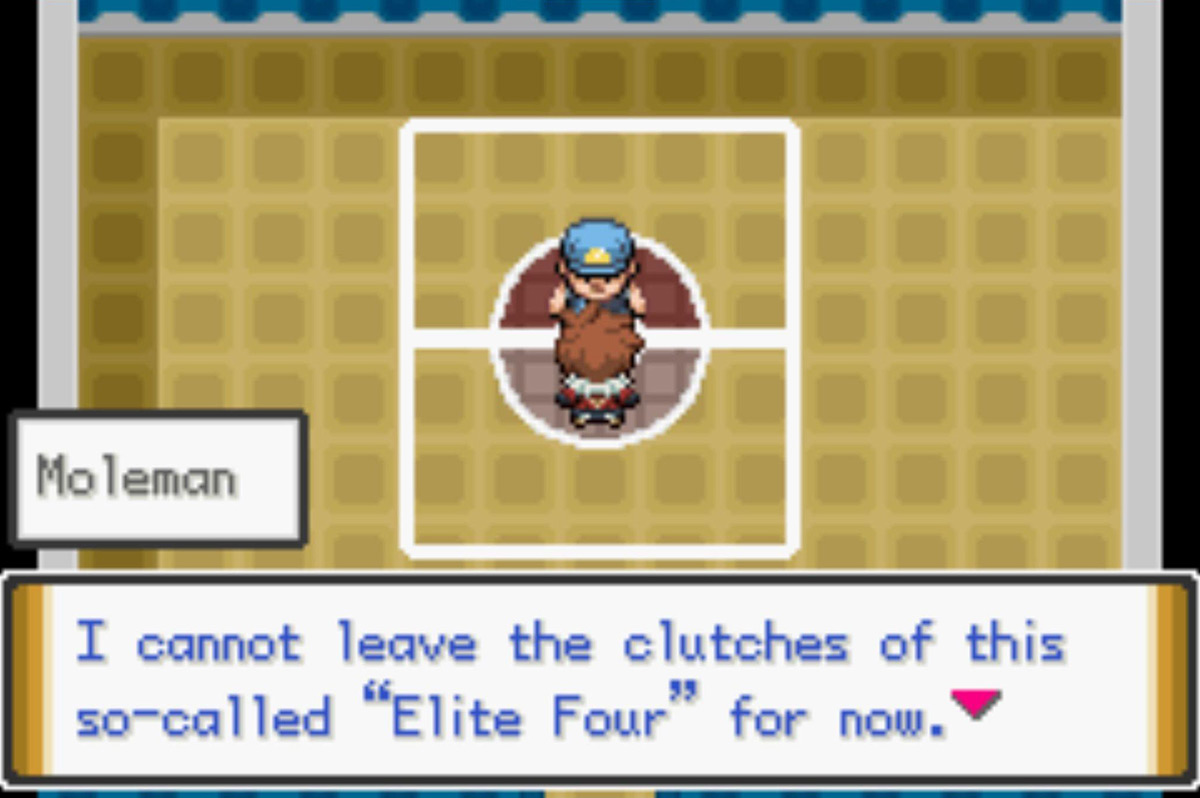 Moleman
I cannot leave the clutches of this
so-called “Elite Four” for now.